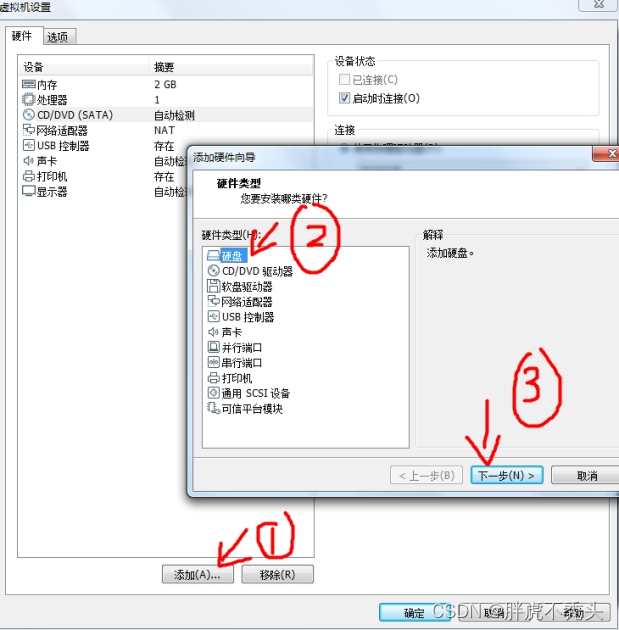 虚拟机设置
硬件 选项
设备 摘要
内存 2 GB
处理器 1
CD/DVD (SATA) 自动检测
网络适配器 NAT
USB 控制器 存在
声卡 自动检
打印机 存在
显示器 自动检
设备状态
已连接(C)
启动时连接(O)
连接
添加硬件向导
硬件类型
您要安装哪类硬件?
硬件类型(H):
硬盘
CD/DVD 驱动器
软盘驱动器
网络适配器
USB 控制器
声卡
并行端口
串行端口
打印机
通用 SCSI 设备
可信平台模块
解释
添加硬盘。
2
3
< 上一步(B) 下一步(N) > 取消
1
添加(A)... 移除(R)
确定 取消 帮助
CSDN @胖虎不秃头